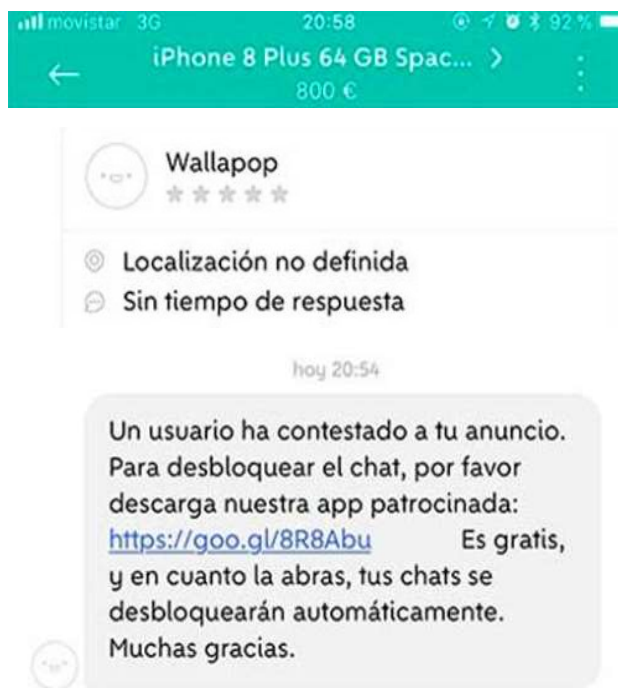 movistar 3G 20:58 92 %
iPhone 8 Plus 64 GB Spac...
800 €
Wallapop
Localización no definida
Sin tiempo de respuesta
hoy 20:54
Un usuario ha contestado a tu anuncio.
Para desbloquear el chat, por favor
descarga nuestra app patrocinada:
https://goo.gl/8R8Abu Es gratis,
y en cuanto la abras, tus chats se
desbloquearán automáticamente.
Muchas gracias.